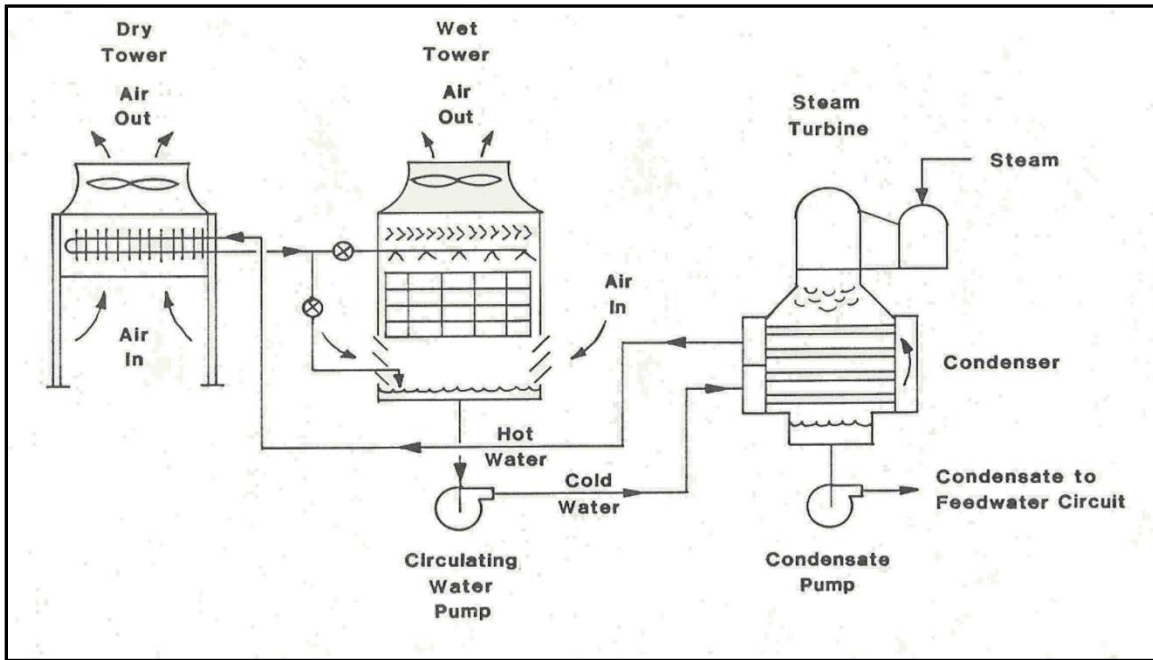 Dry
Tower
Air
Out
Air
In
Wet
Tower
Air
Out
Air
In
Steam
Turbine
Steam
Condenser
Hot
Water
Cold
Water
Circulating
Water
Pump
Condensate
Pump
Condensate to
Feedwater Circuit